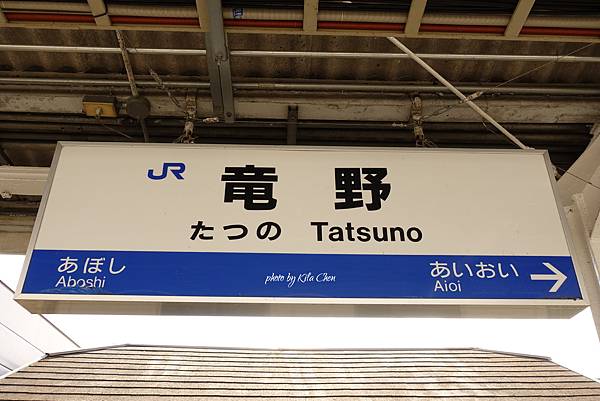 JR 竜野
たつの Tatsuno
あぼし あいおい →
Aboshi Aioi
photo by Kita Chen